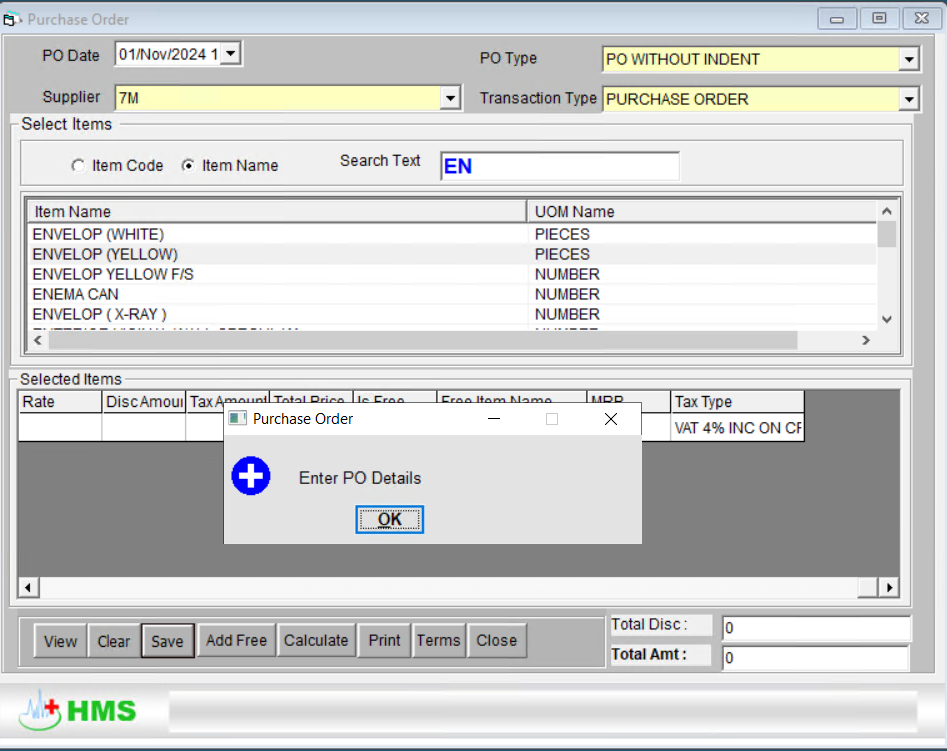 Purchase Order
PO Date 01/Nov/2024 1 PO Type PO WITHOUT INDENT
Supplier 7M Transaction Type PURCHASE ORDER
Select Items
Item Code Item Name Search Text EN
Item Name UOM Name
ENVELOP (WHITE) PIECES
ENVELOP (YELLOW) PIECES
ENVELOP YELLOW F/S NUMBER
ENEMA CAN NUMBER
ENVELOP ( X-RAY ) NUMBER
Selected Items
Rate Disc Amour Tax Amount Total Price Is Free Free Item Name MRP Tax Type
VAT 4% INC ON CF
Purchase Order
Enter PO Details
OK
View Clear Save Add Free Calculate Print Terms Close
Total Disc : 0
Total Amt : 0
HMS